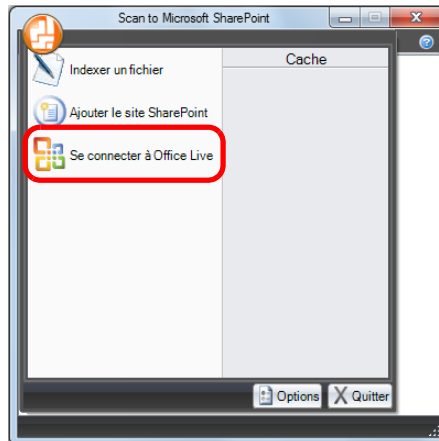 Scan to Microsoft SharePoint
Indexer un fichier
Cache
Ajouter le site SharePoint
Se connecter à Office Live
Options
Quitter